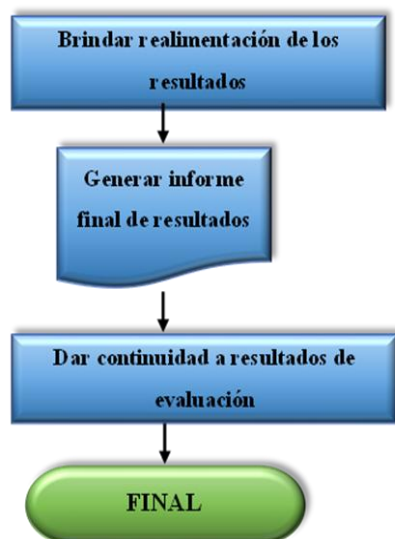 Brindar realimentación de los
resultados
Generar informe
final de resultados
Dar continuidad a resultados de
evaluación
FINAL